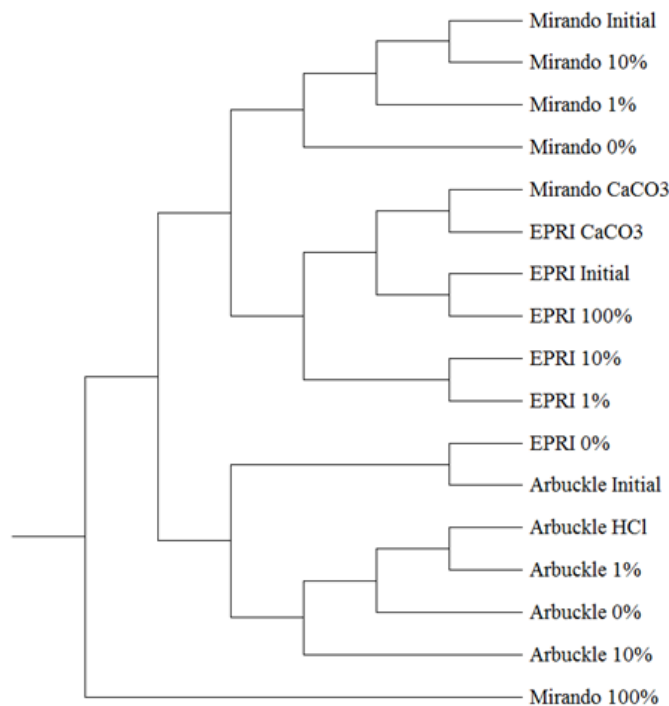 Mirando Initial
Mirando 10%
Mirando 1%
Mirando 0%
Mirando CaCO3
EPRI CaCO3
EPRI Initial
EPRI 100%
EPRI 10%
EPRI 1%
EPRI 0%
Arbuckle Initial
Arbuckle HCl
Arbuckle 1%
Arbuckle 0%
Arbuckle 10%
Mirando 100%